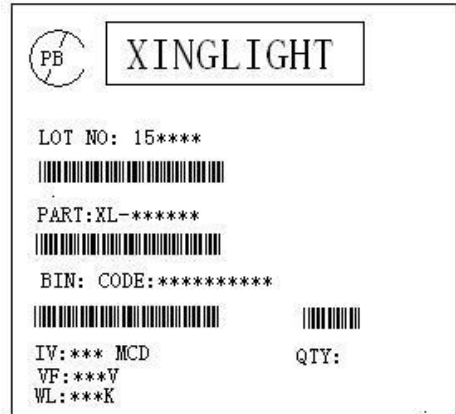 PB
XINGLIGHT
LOT NO: 15****
PART:XL-******
BIN: CODE:**********
IV:*** MCD
QTY:
VF:***V
WL:***K